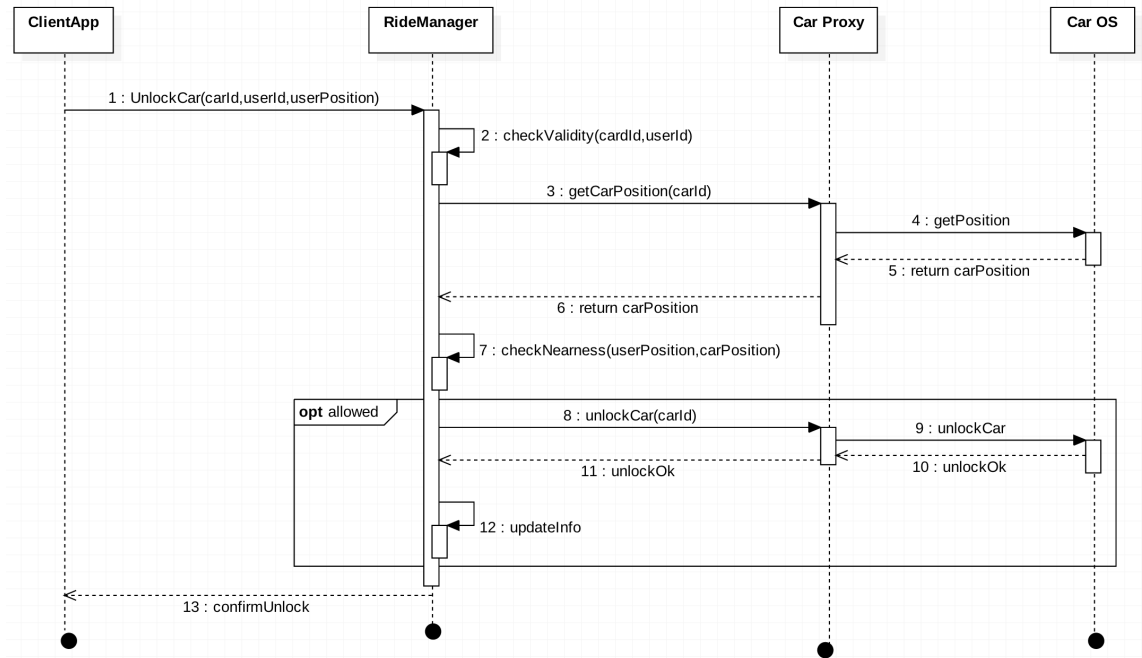 ClientApp
RideManager
Car Proxy
Car OS
1 : UnlockCar(carId,userId,userPosition)
2 : checkValidity(cardId,userId)
3 : getCarPosition(carId)
4 : getPosition
5 : return carPosition
6 : return carPosition
7 : checkNearness(userPosition,carPosition)
opt allowed
8 : unlockCar(carId)
9 : unlockCar
10 : unlockOk
11 : unlockOk
12 : updateInfo
13 : confirmUnlock